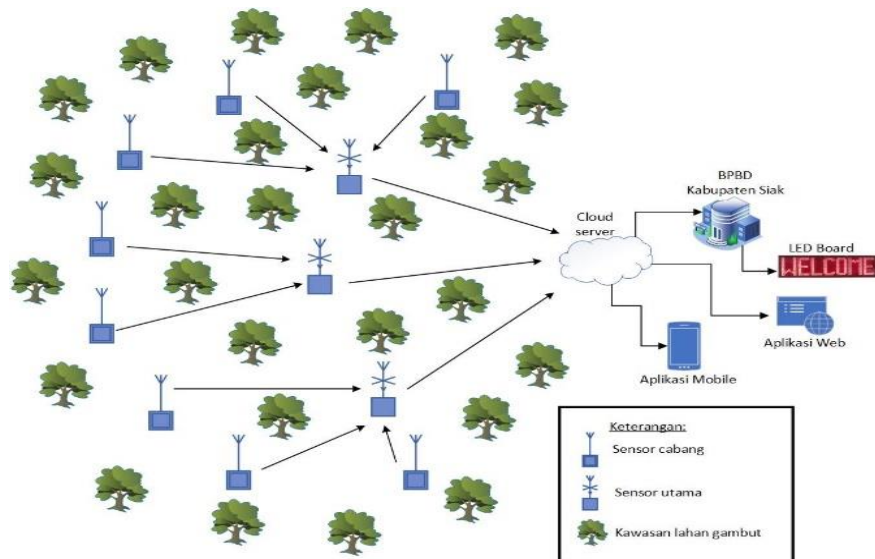 BPBD
Kabupaten Siak
Cloud
server
LED Board
WELCOME
Aplikasi Web
Aplikasi Mobile
Keterangan:
Sensor cabang
Sensor utama
Kawasan lahan gambut